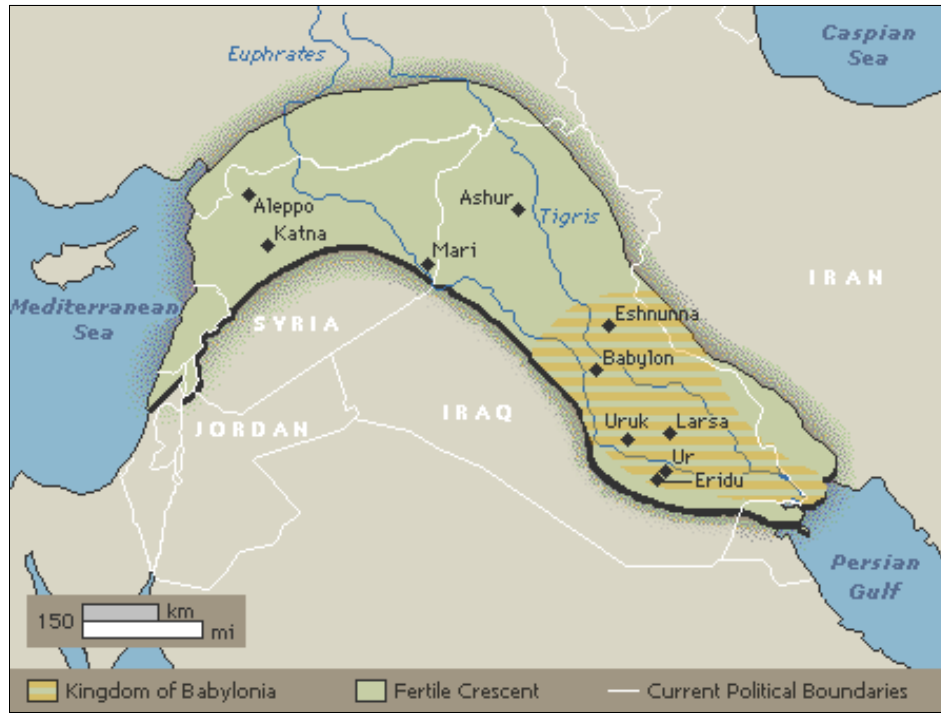 Caspian
Sea
Euphrates
Aleppo
Ashur
Tigris
Katna
Mari
IRAN
Mediterranean
Sea
SYRIA
Eshnunna
Babylon
IRAQ
JORDAN
Uruk
Larsa
Ur
Eridu
Persian
Gulf
150 km
mi
Kingdom of Babylonia
Fertile Crescent
Current Political Boundaries